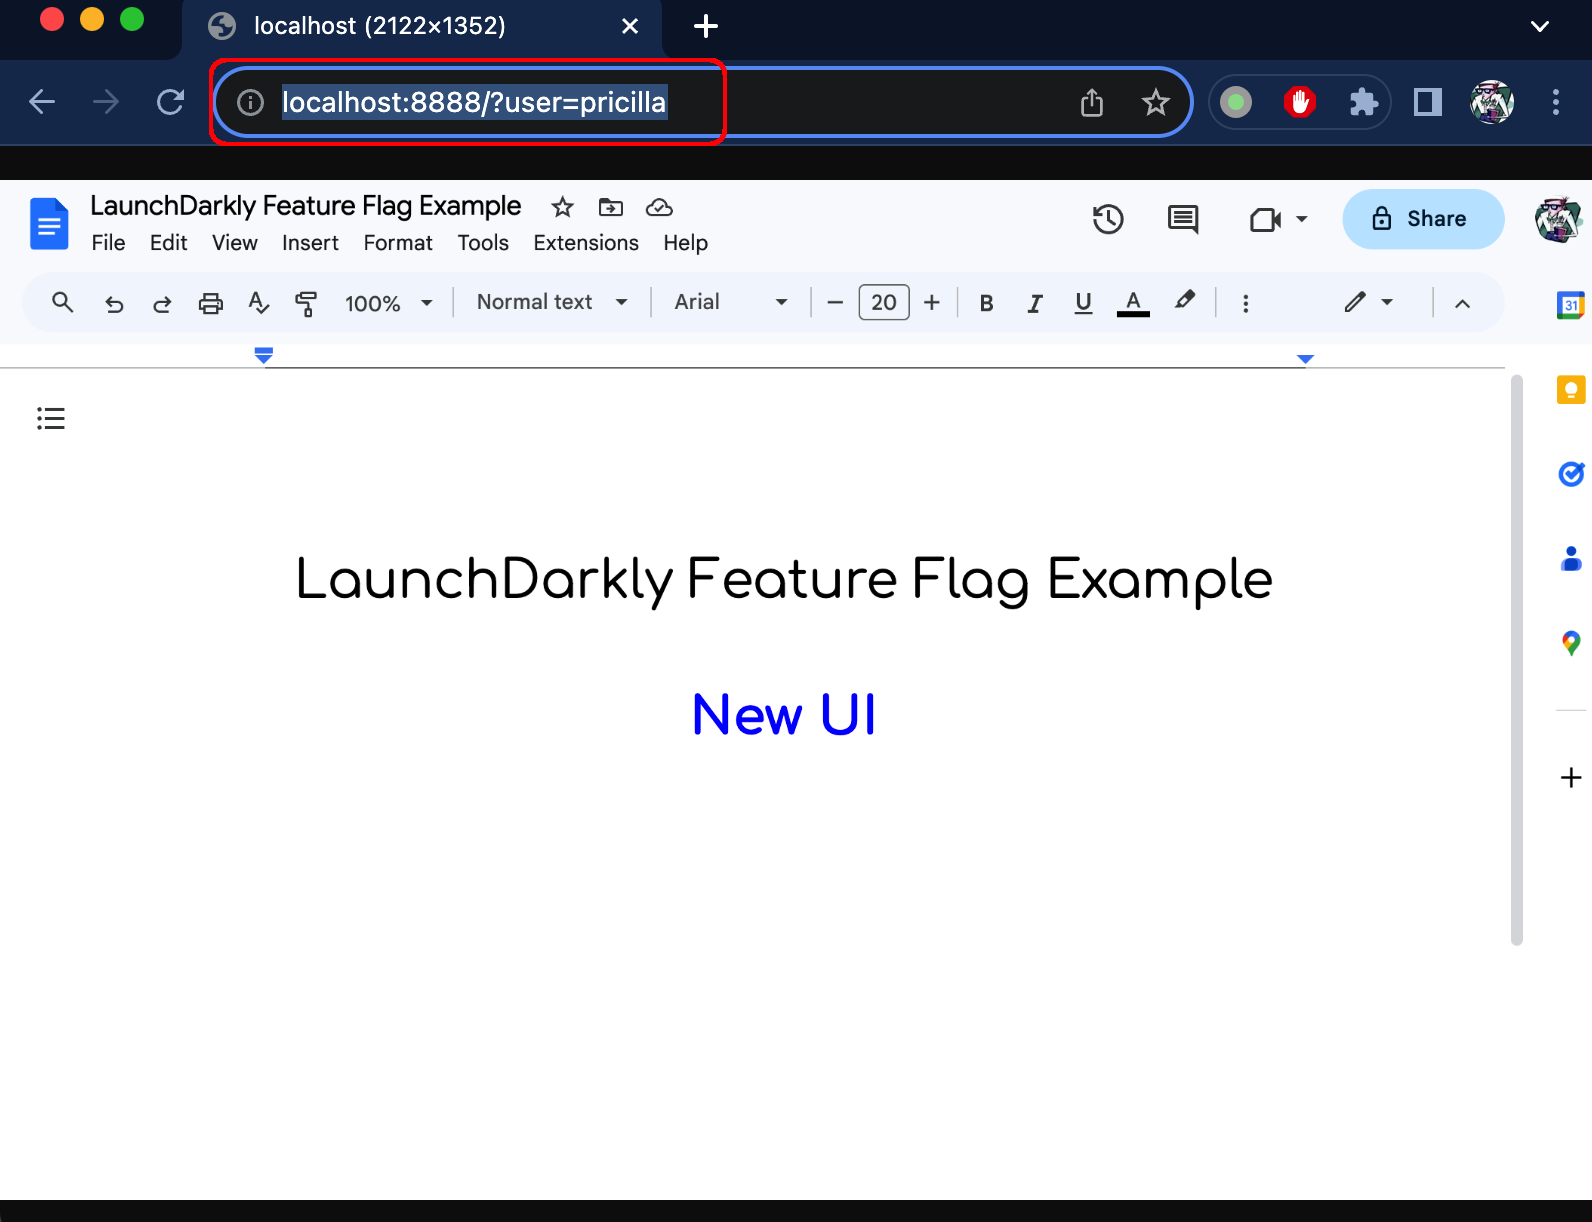 localhost (2122×1352)
localhost:8888/?user=pricilla
LaunchDarkly Feature Flag Example
File Edit View Insert Format Tools Extensions Help
Share
100% Normal text Arial 20 B I U A
31
LaunchDarkly Feature Flag Example
New UI